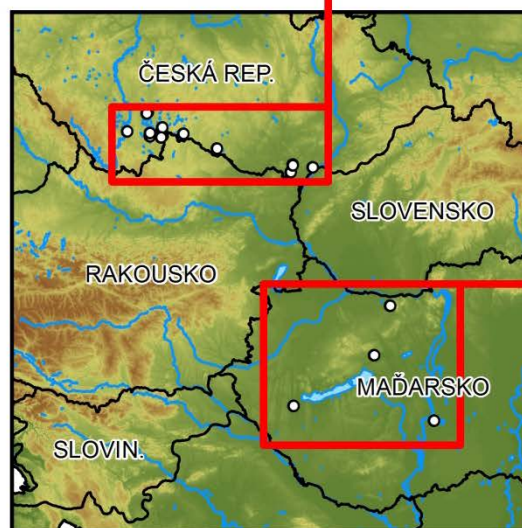 ČESKÁ REP.
SLOVENSKO
RAKOUSKO
MAĎARSKO
SLOVIN.